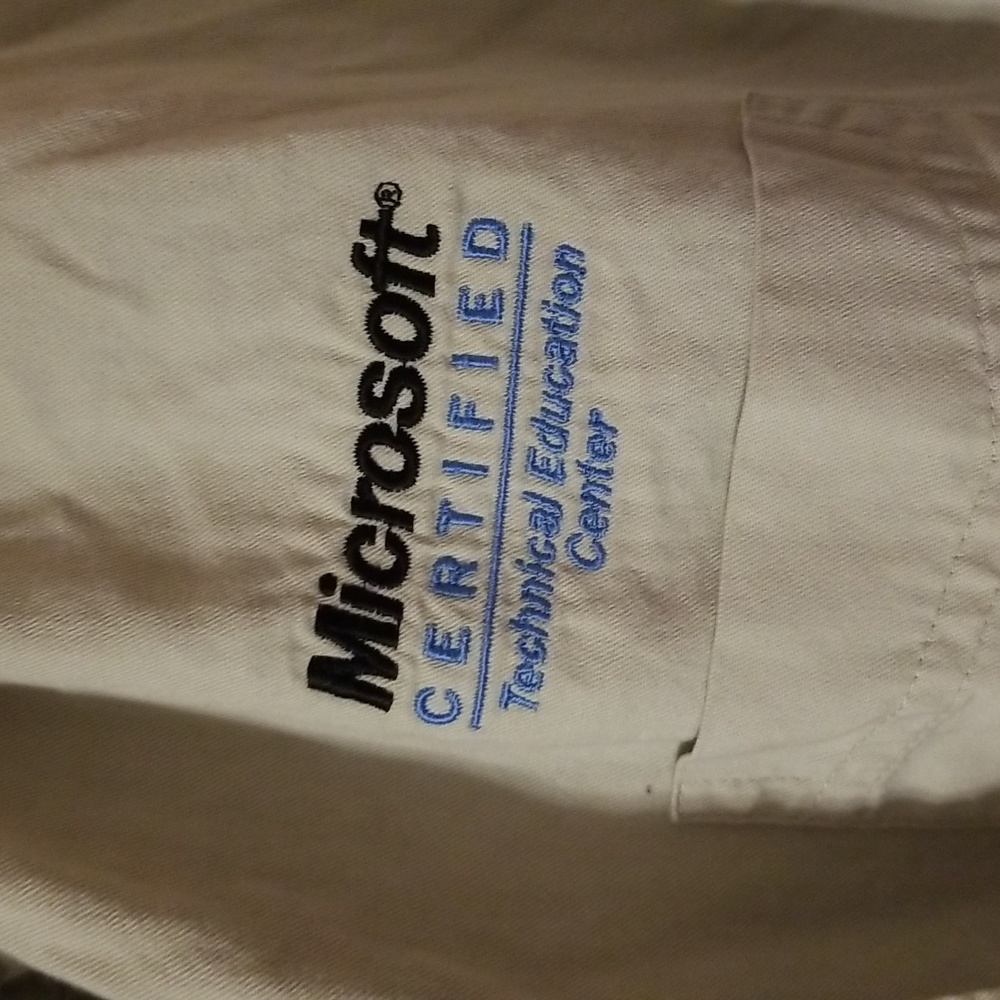 Microsoft®
CERTIFIED
Technical Education
Center